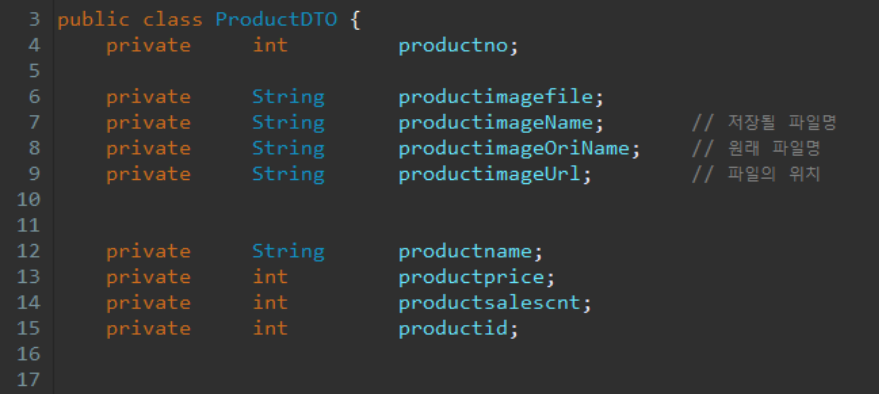 3 public class ProductDTO {
4 private int productno;
5
6 private String productimagefile;
7 private String productimageName; // 저장될 파일명
8 private String productimageOriName; // 원래 파일명
9 private String productimageUrl; // 파일의 위치
10
11
12 private String productname;
13 private int productprice;
14 private int productsalescnt;
15 private int productid;
16
17